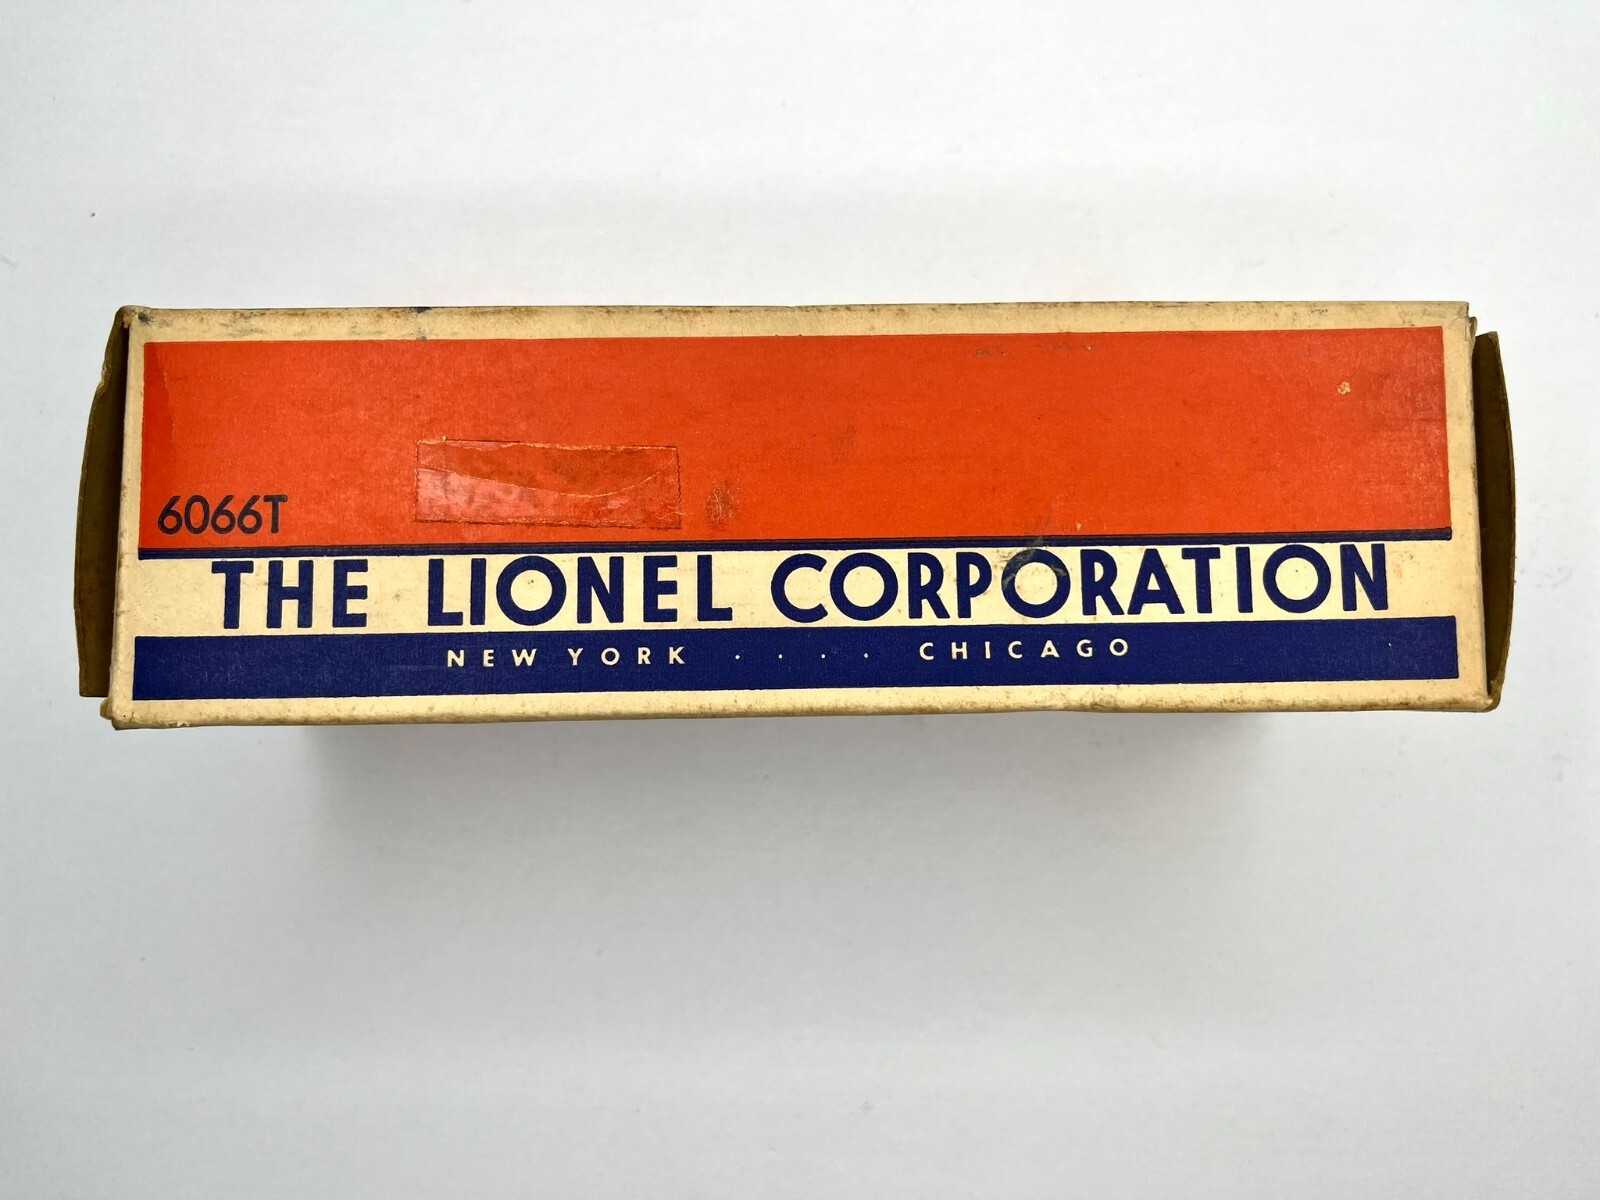 6066T
THE LIONEL CORPORATION
NEW YORK . . . . CHICAGO